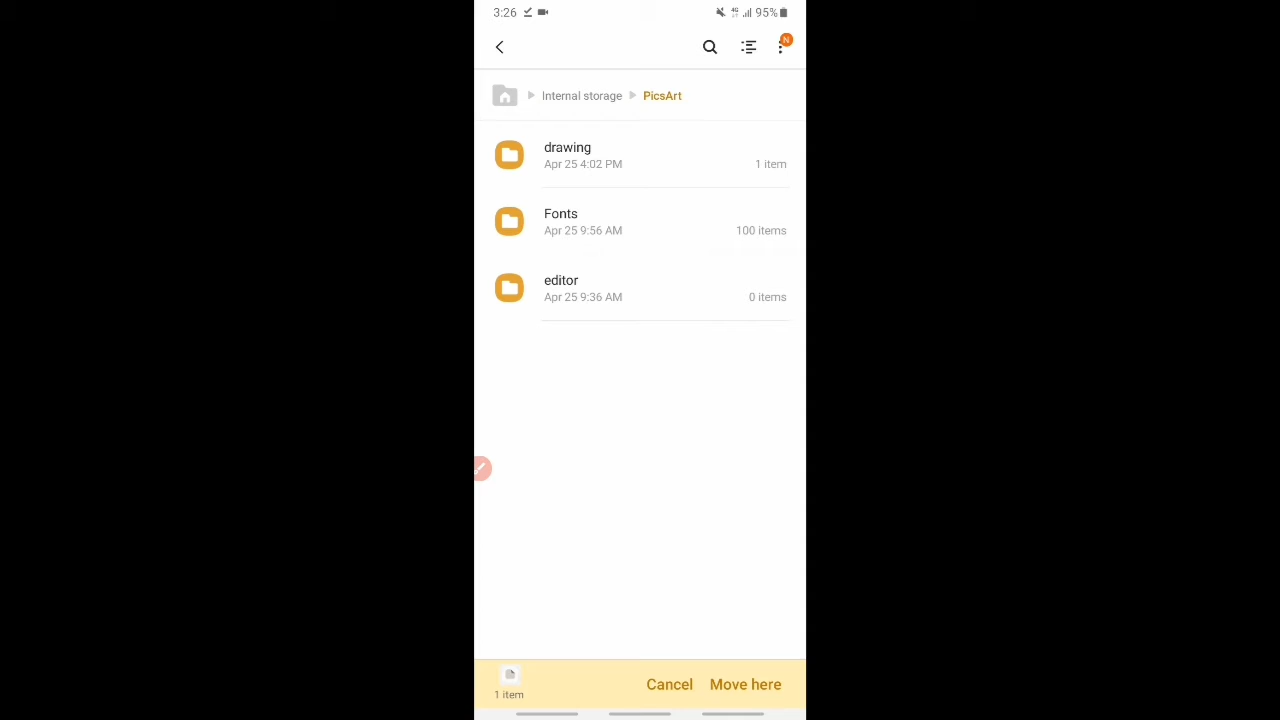 3:26 4G 95%
N
Internal storage PicsArt
drawing
Apr 25 4:02 PM 1 item
Fonts
Apr 25 9:56 AM 100 items
editor
Apr 25 9:36 AM 0 items
Cancel Move here
1 item